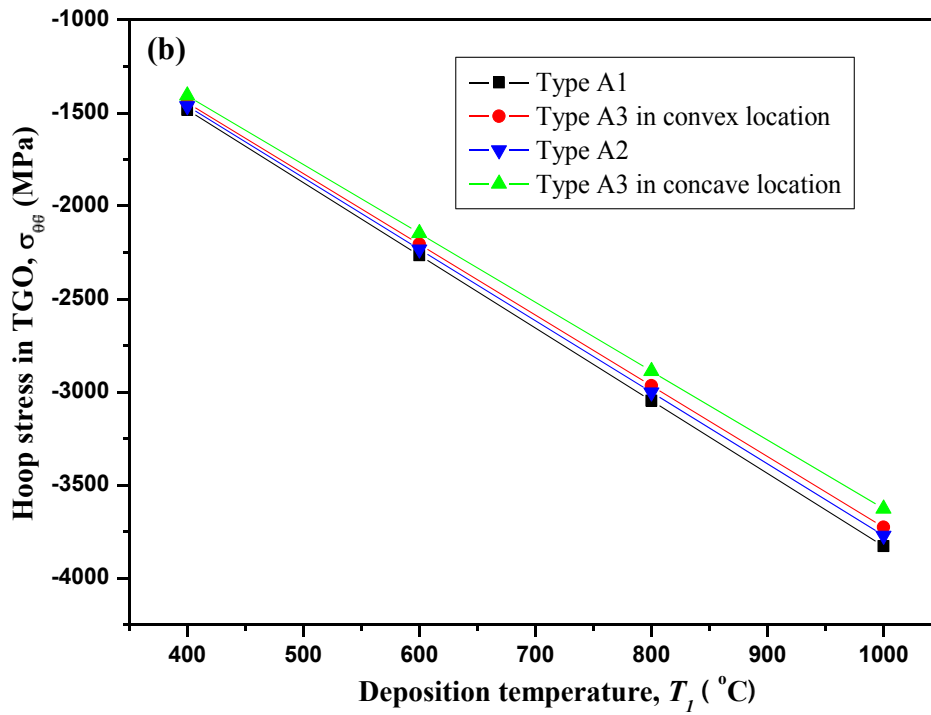 (b)
Type A1
Type A3 in convex location
Type A2
Type A3 in concave location
Hoop stress in TGO, σθθ (MPa)
-1000
-1500
-2000
-2500
-3000
-3500
-4000
400 500 600 700 800 900 1000
Deposition temperature, T1 ( °C)